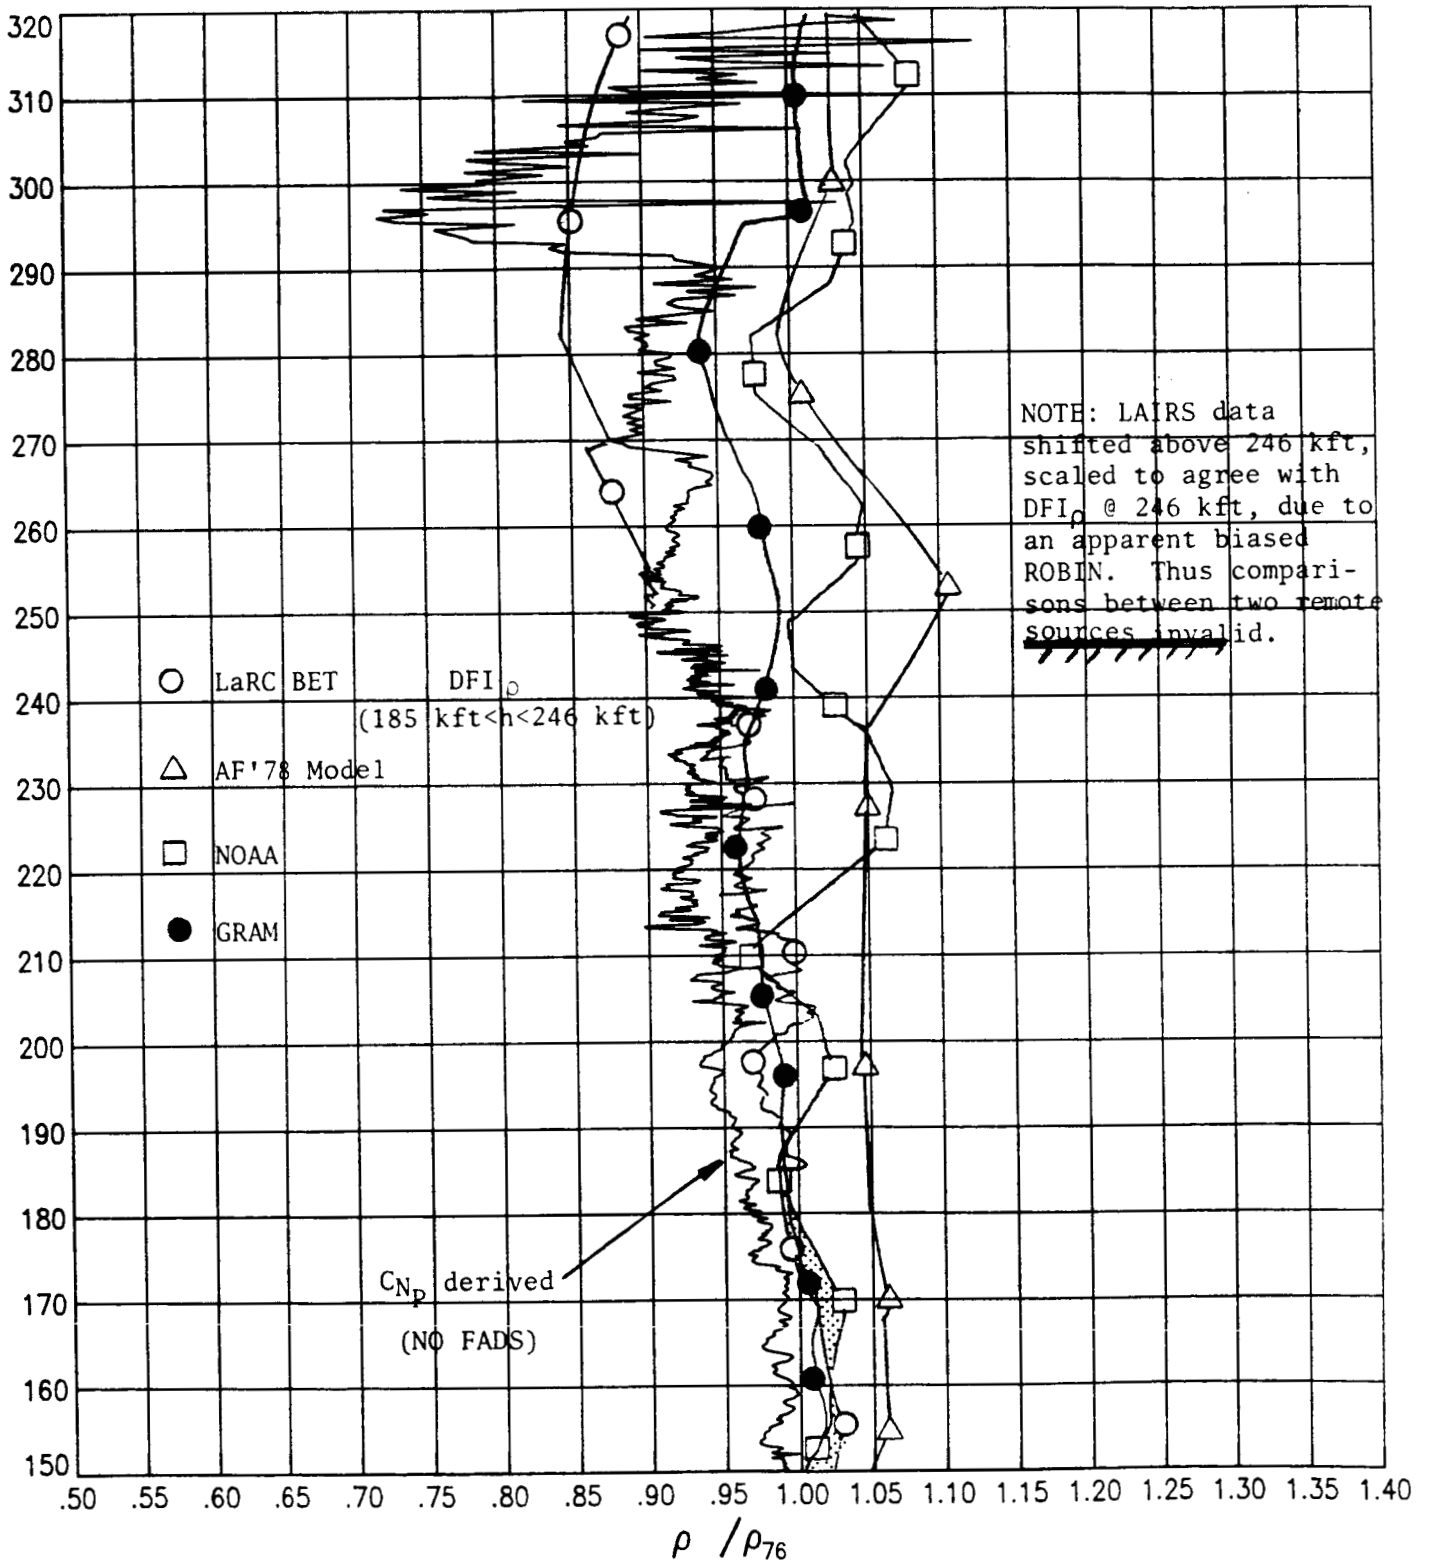 320
310
300
290
280
270
260
250
240
230
220
210
200
190
180
170
160
150
NOTE: LAIRS data
shifted above 246 kft,
scaled to agree with
DFIρ @ 246 kft, due to
an apparent biased
ROBIN. Thus compari-
sons between two remote
sources invalid.
LaRC BET
DFIρ
(185 kft<h<246 kft)
AF'78 Model
NOAA
GRAM
CNp derived
(NO FADS)
.50 .55 .60 .65 .70 .75 .80 .85 .90 .95 1.00 1.05 1.10 1.15 1.20 1.25 1.30 1.35 1.40
ρ /ρ76